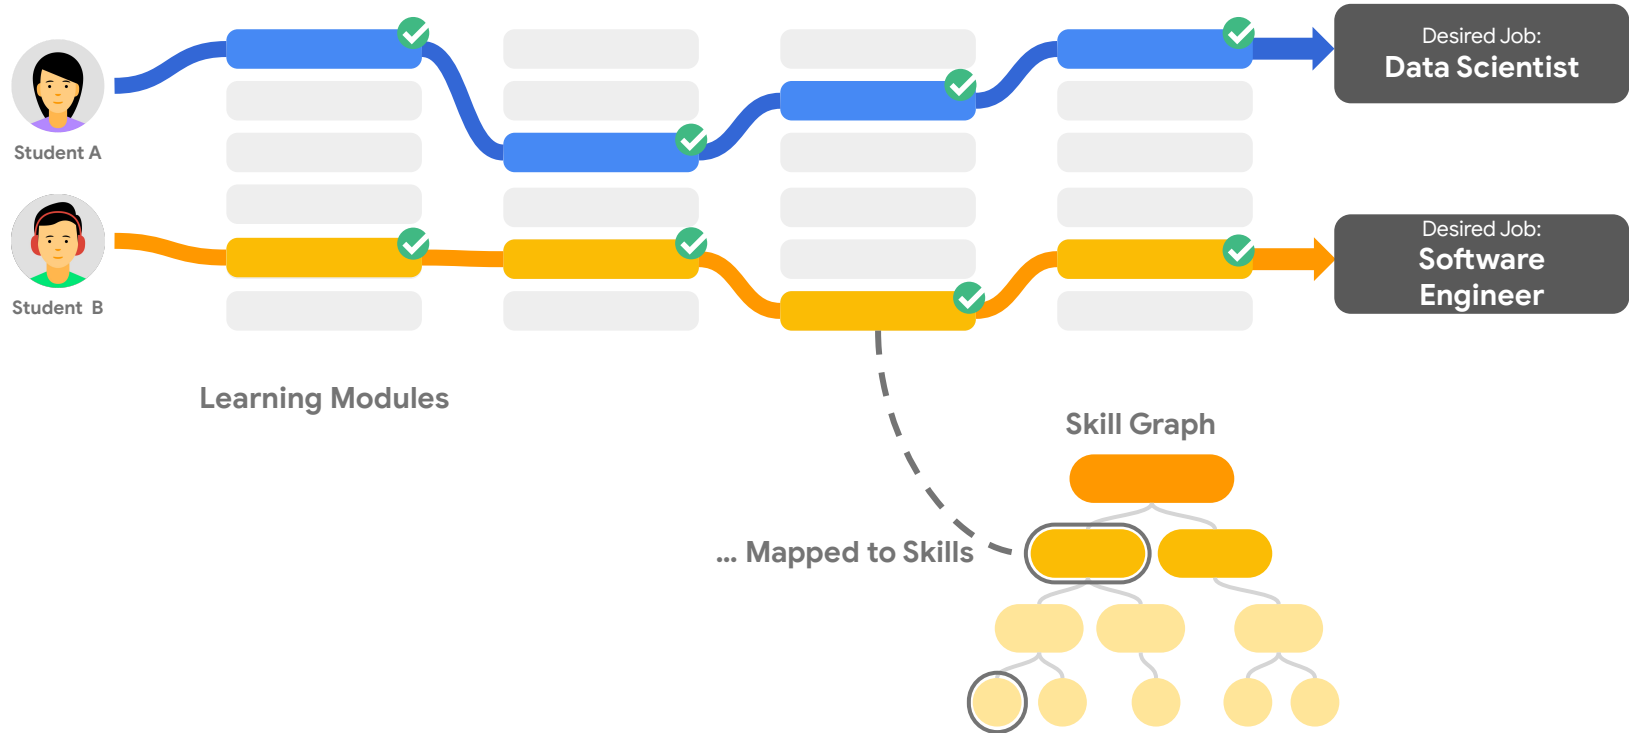 Student A
Desired Job:
Data Scientist
Student B
Desired Job:
Software
Engineer
Learning Modules
Skill Graph
... Mapped to Skills